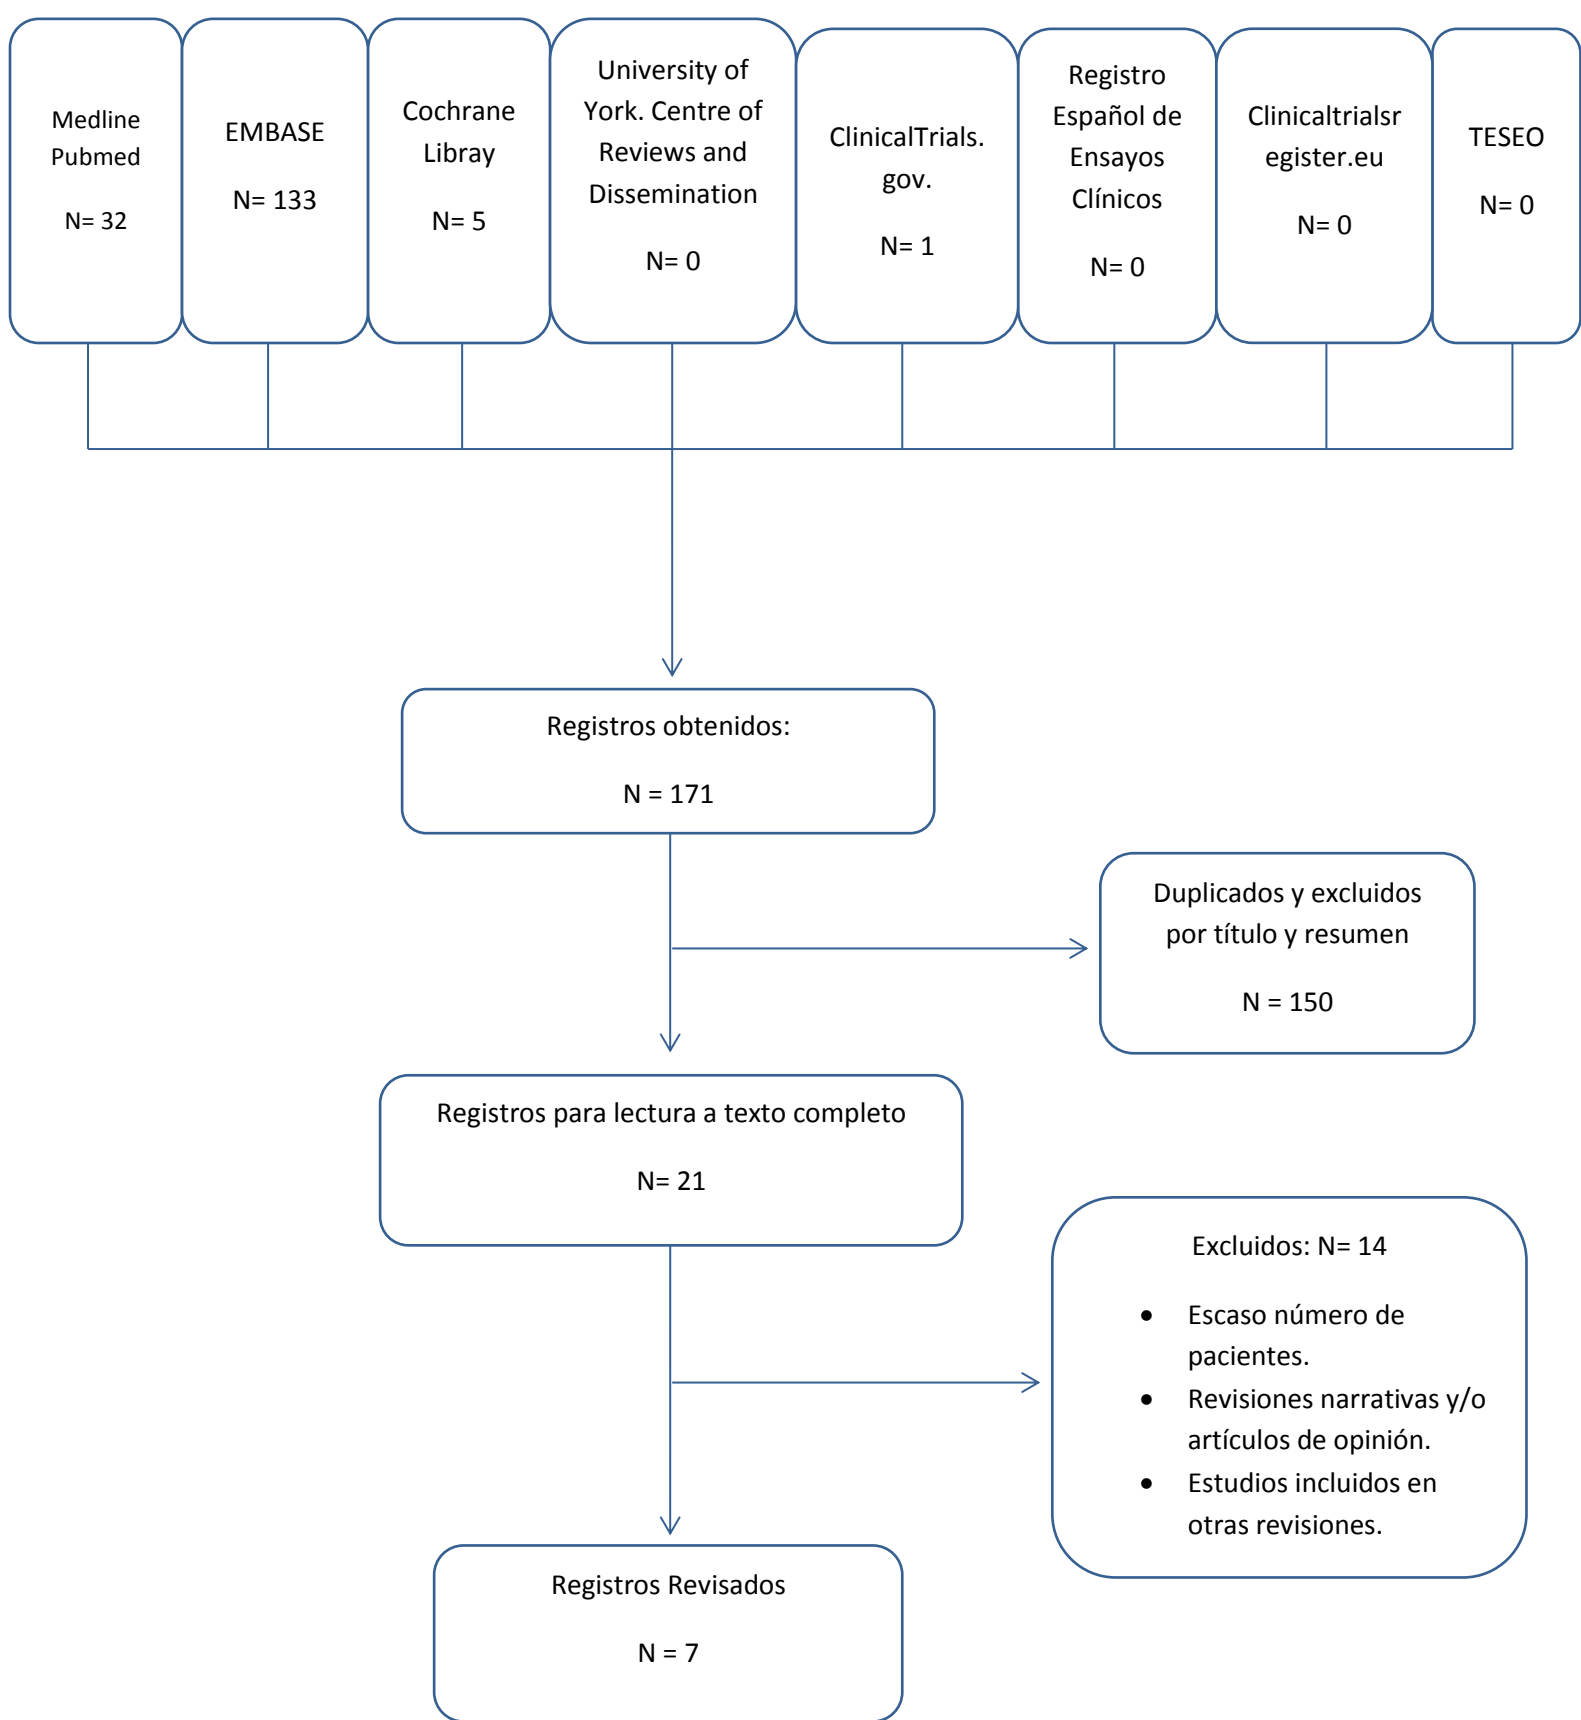 Medline
Pubmed
N= 32
EMBASE
N= 133
Cochrane
Libray
N= 5
University of
York. Centre of
Reviews and
Dissemination
N= 0
ClinicalTrials.
gov.
N= 1
Registro
Español de
Ensayos
Clínicos
N= 0
Clinicaltrialsr
egister.eu
N= 0
TESEO
N= 0
Registros obtenidos:
N = 171
Duplicados y excluidos
por título y resumen
N = 150
Registros para lectura a texto completo
N= 21
Excluidos: N= 14
• Escaso número de
pacientes.
• Revisiones narrativas y/o
artículos de opinión.
• Estudios incluidos en
otras revisiones.
Registros Revisados
N = 7